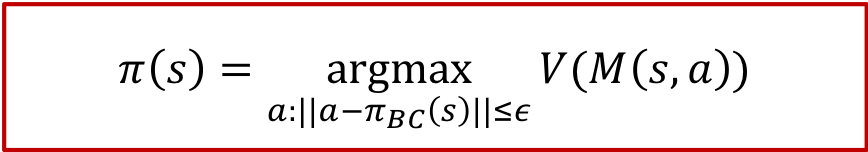 π(s) = argmax V(M(s, a))
a:||a−π_BC(s)||≤ϵ